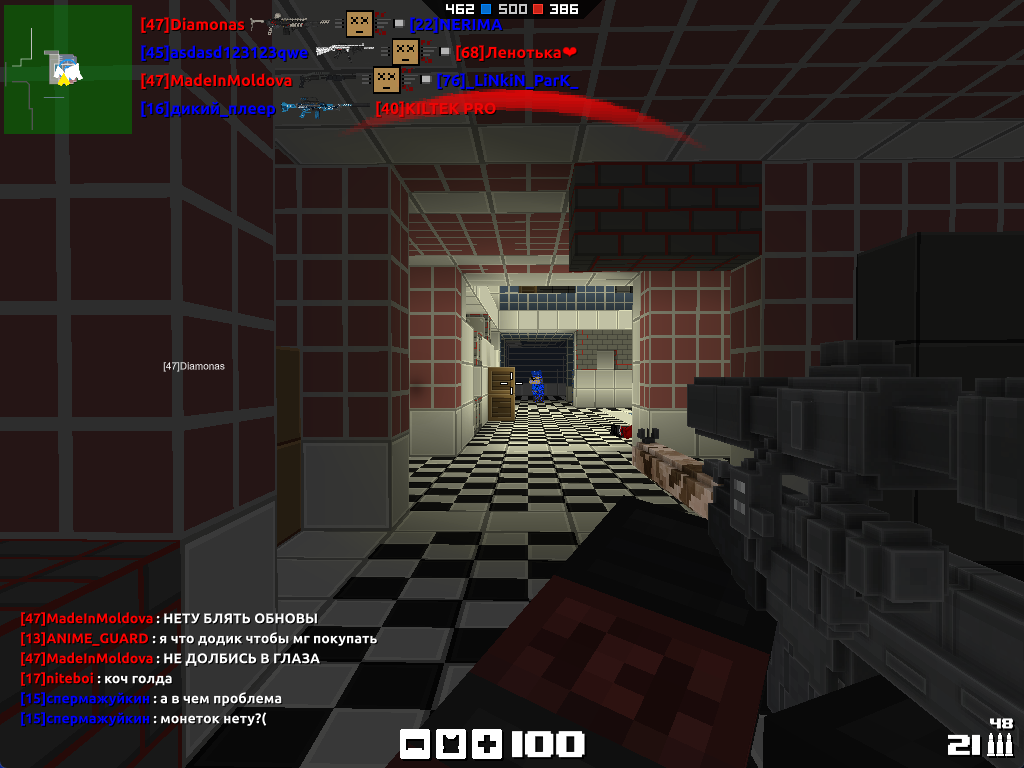 462 500 386
[47]Diamonas [22]NERIMA
[45]asdasd123123qwe [68]Ленотька❤
[47]MadeInMoldova [76]_LiNkiN_ParK_
[16]дикий_плеер [40]KILTEK PRO
[47]Diamonas
[47]MadeInMoldova : НЕТУ БЛЯТЬ ОБНОВЫ
[13]ANIME_GUARD : я что додик чтобы мг покупать
[47]MadeInMoldova : НЕ ДОЛБИСЬ В ГЛАЗА
[17]niteboi : коч голда
[15]спермажуйкин : а в чем проблема
[15]спермажуйкин : монеток нету?(
100
48
21